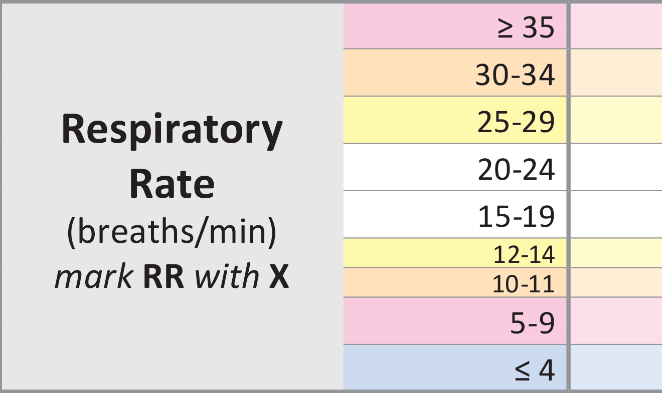 Respiratory
Rate
(breaths/min)
mark RR with X
≥ 35
30-34
25-29
20-24
15-19
12-14
10-11
5-9
≤ 4